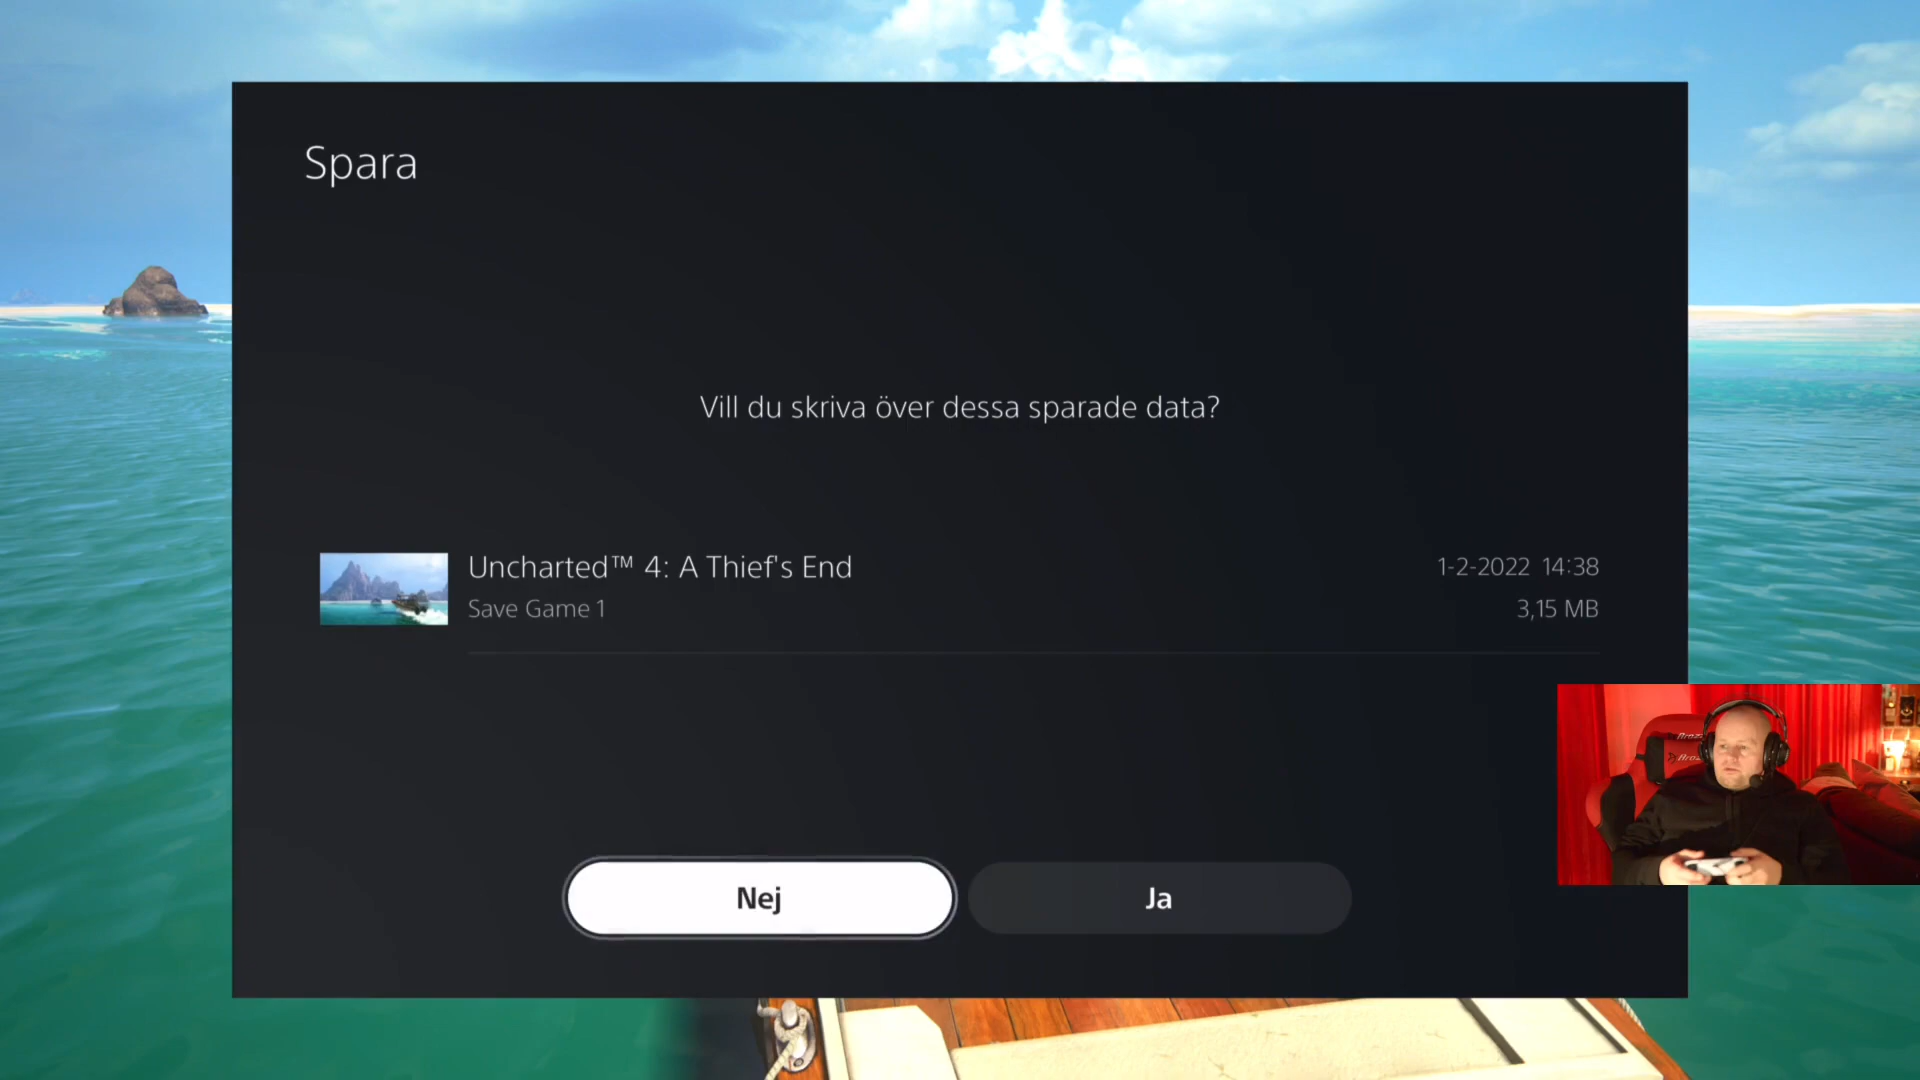 Spara
Vill du skriva över dessa sparade data?
Uncharted™ 4: A Thief's End
1-2-2022 14:38
Save Game 1
3,15 MB
Nej
Ja